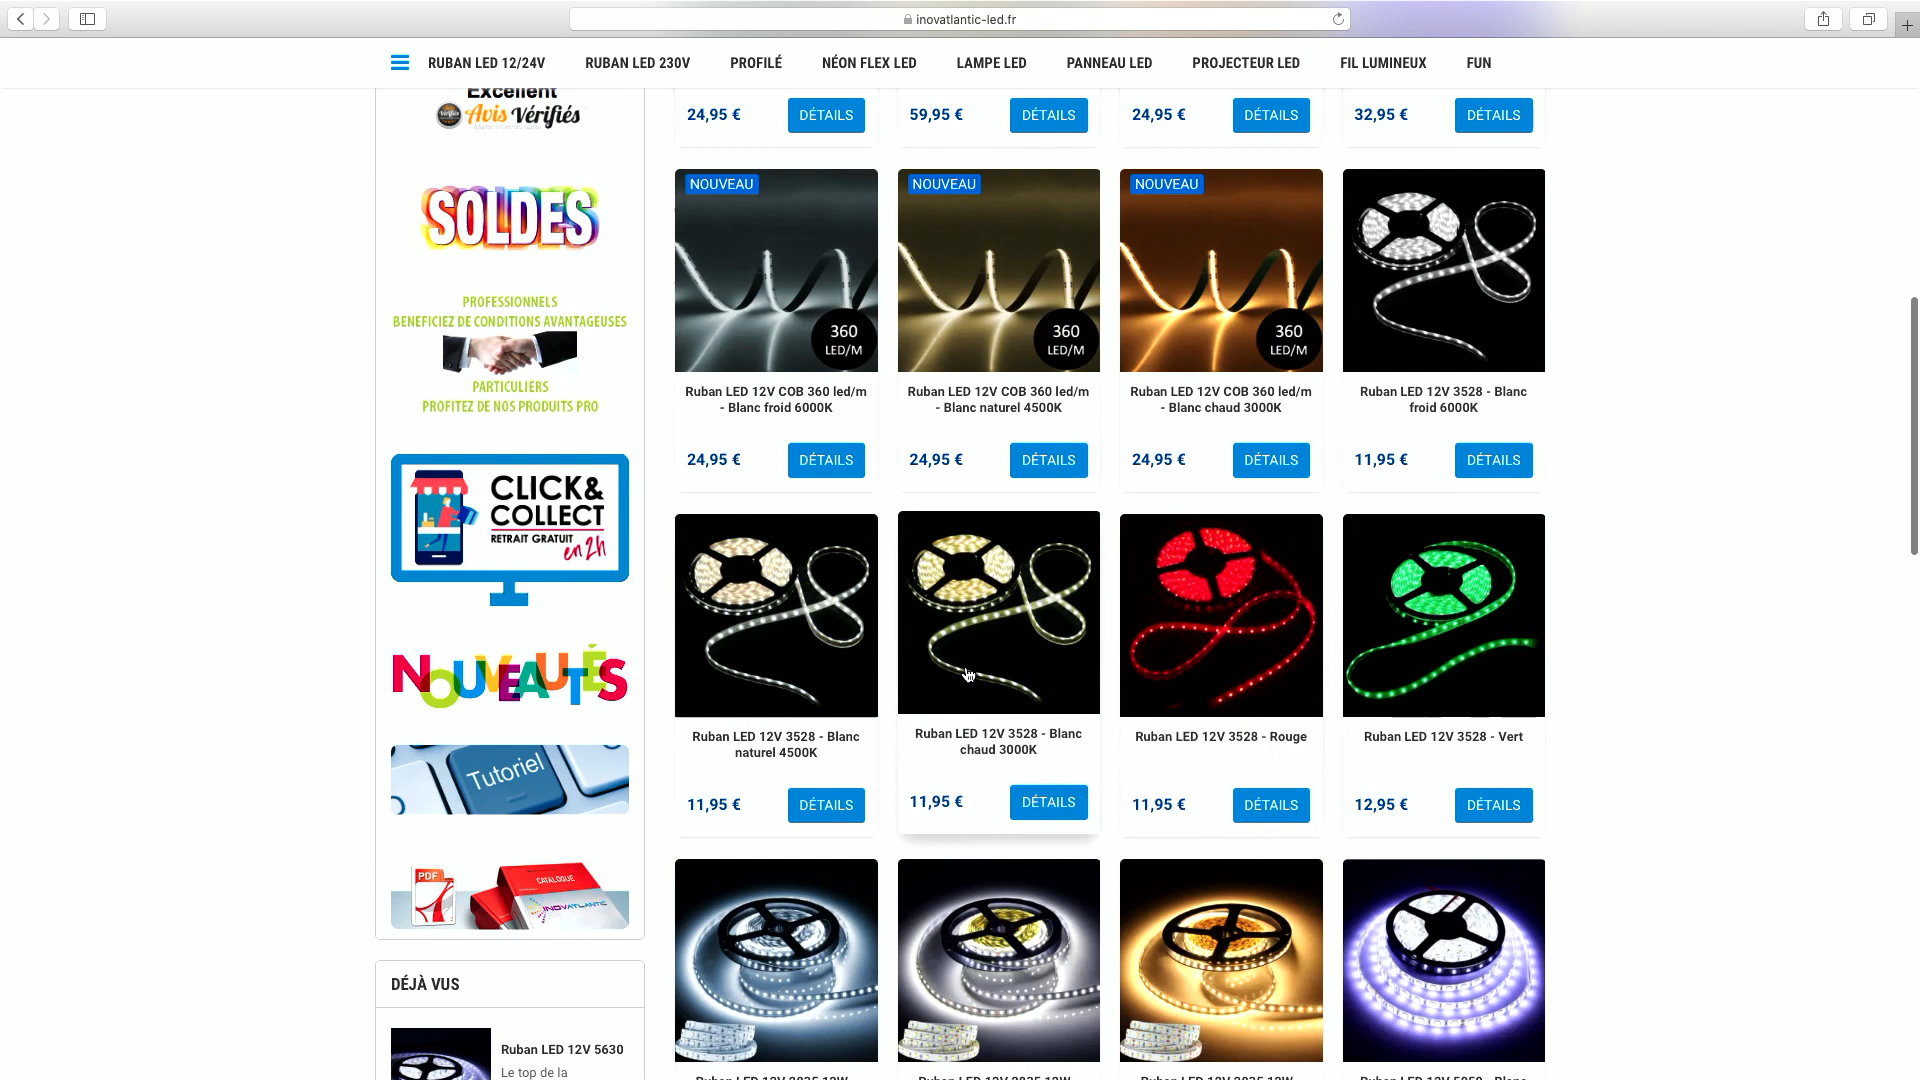 inovatlantic-led.fr
RUBAN LED 12/24V
RUBAN LED 230V
PROFILÉ
NÉON FLEX LED
LAMPE LED
PANNEAU LED
PROJECTEUR LED
FIL LUMINEUX
FUN
Excellent
Avis Vérifiés
SOLDES
PROFESSIONNELS
BENEFICIEZ DE CONDITIONS AVANTAGEUSES
PARTICULIERS
PROFITEZ DE NOS PRODUITS PRO
CLICK&
COLLECT
RETRAIT GRATUIT
en 2h
NOUVEAUTÉS
Tutoriel
PDF
CATALOGUE
INOVATLANTIC
DÉJÀ VUS
Ruban LED 12V 5630
Le top de la
24,95 € DÉTAILS
59,95 € DÉTAILS
24,95 € DÉTAILS
32,95 € DÉTAILS
NOUVEAU
360
LED/M
Ruban LED 12V COB 360 led/m
- Blanc froid 6000K
24,95 € DÉTAILS
NOUVEAU
360
LED/M
Ruban LED 12V COB 360 led/m
- Blanc naturel 4500K
24,95 € DÉTAILS
NOUVEAU
360
LED/M
Ruban LED 12V COB 360 led/m
- Blanc chaud 3000K
24,95 € DÉTAILS
Ruban LED 12V 3528 - Blanc
froid 6000K
11,95 € DÉTAILS
Ruban LED 12V 3528 - Blanc
naturel 4500K
11,95 € DÉTAILS
Ruban LED 12V 3528 - Blanc
chaud 3000K
11,95 € DÉTAILS
Ruban LED 12V 3528 - Rouge
11,95 € DÉTAILS
Ruban LED 12V 3528 - Vert
12,95 € DÉTAILS
Ruban LED 12V 2835 12W
Ruban LED 12V 2835 12W
Ruban LED 12V 2835 12W
Ruban LED 12V 5050 - Blanc